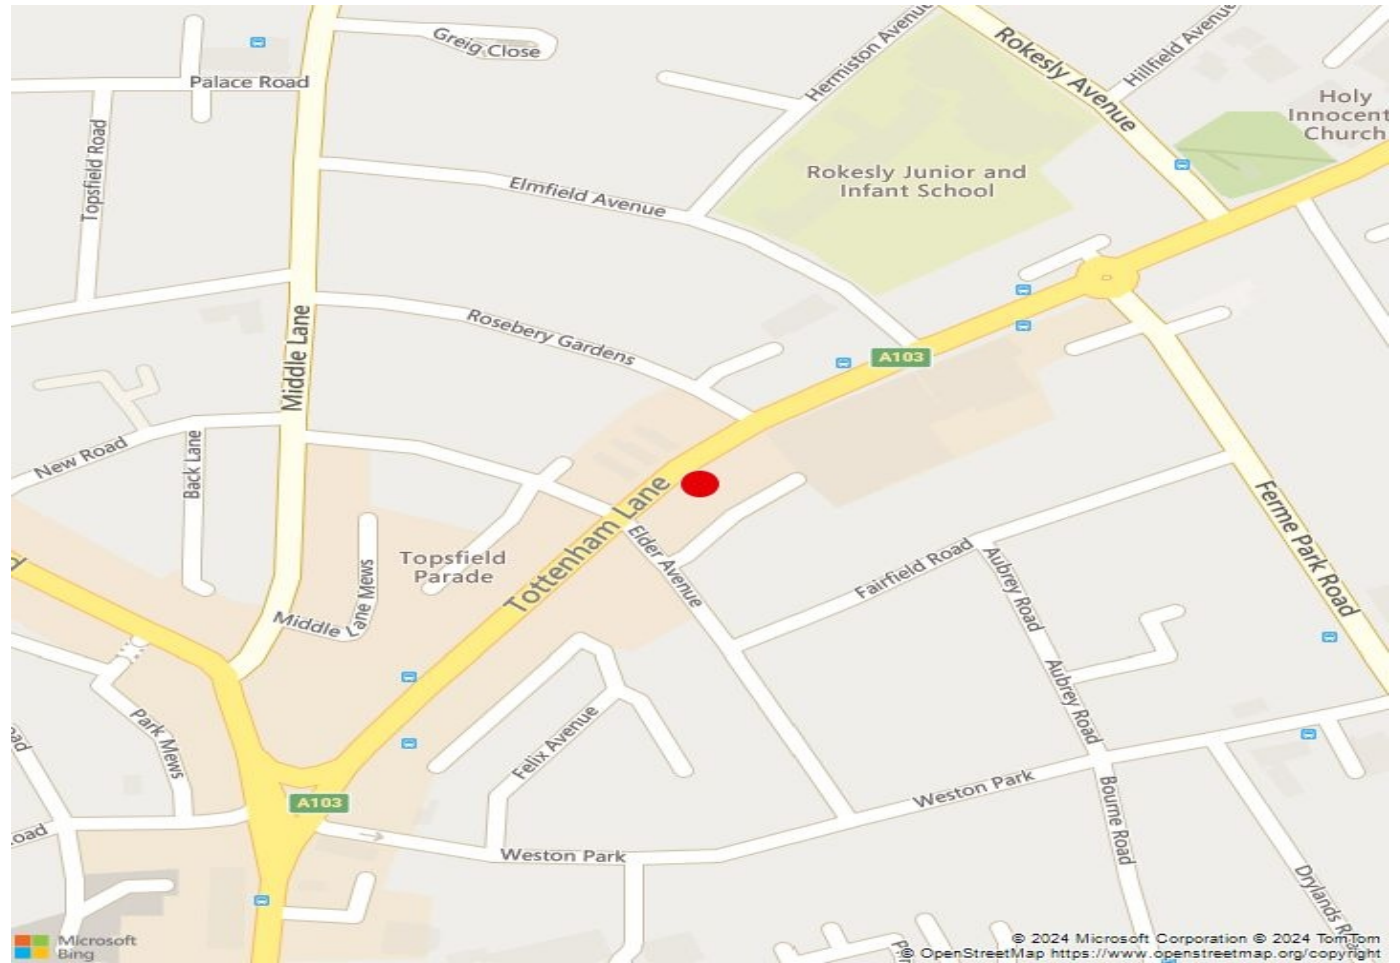 Greig Close
Palace Road
Topsfield Road
Hermiston Avenue
Rokesly Avenue
Hillfield Avenue
Holy
Innocent
Church
Rokesly Junior and
Infant School
Elmfield Avenue
Middle Lane
Rosebery Gardens
A103
New Road
Back Lane
Tottenham Lane
Topsfield
Parade
Elder Avenue
Middle Lane Mews
Fairfield Road
Aubrey Road
Ferme Park Road
Aubrey Road
Park Mews
Felix Avenue
A103
Weston Park
Weston Park
Bourne Road
Drylands Road
Microsoft
Bing
© 2024 Microsoft Corporation © 2024 TomTom
© OpenStreetMap https://www.openstreetmap.org/copyright